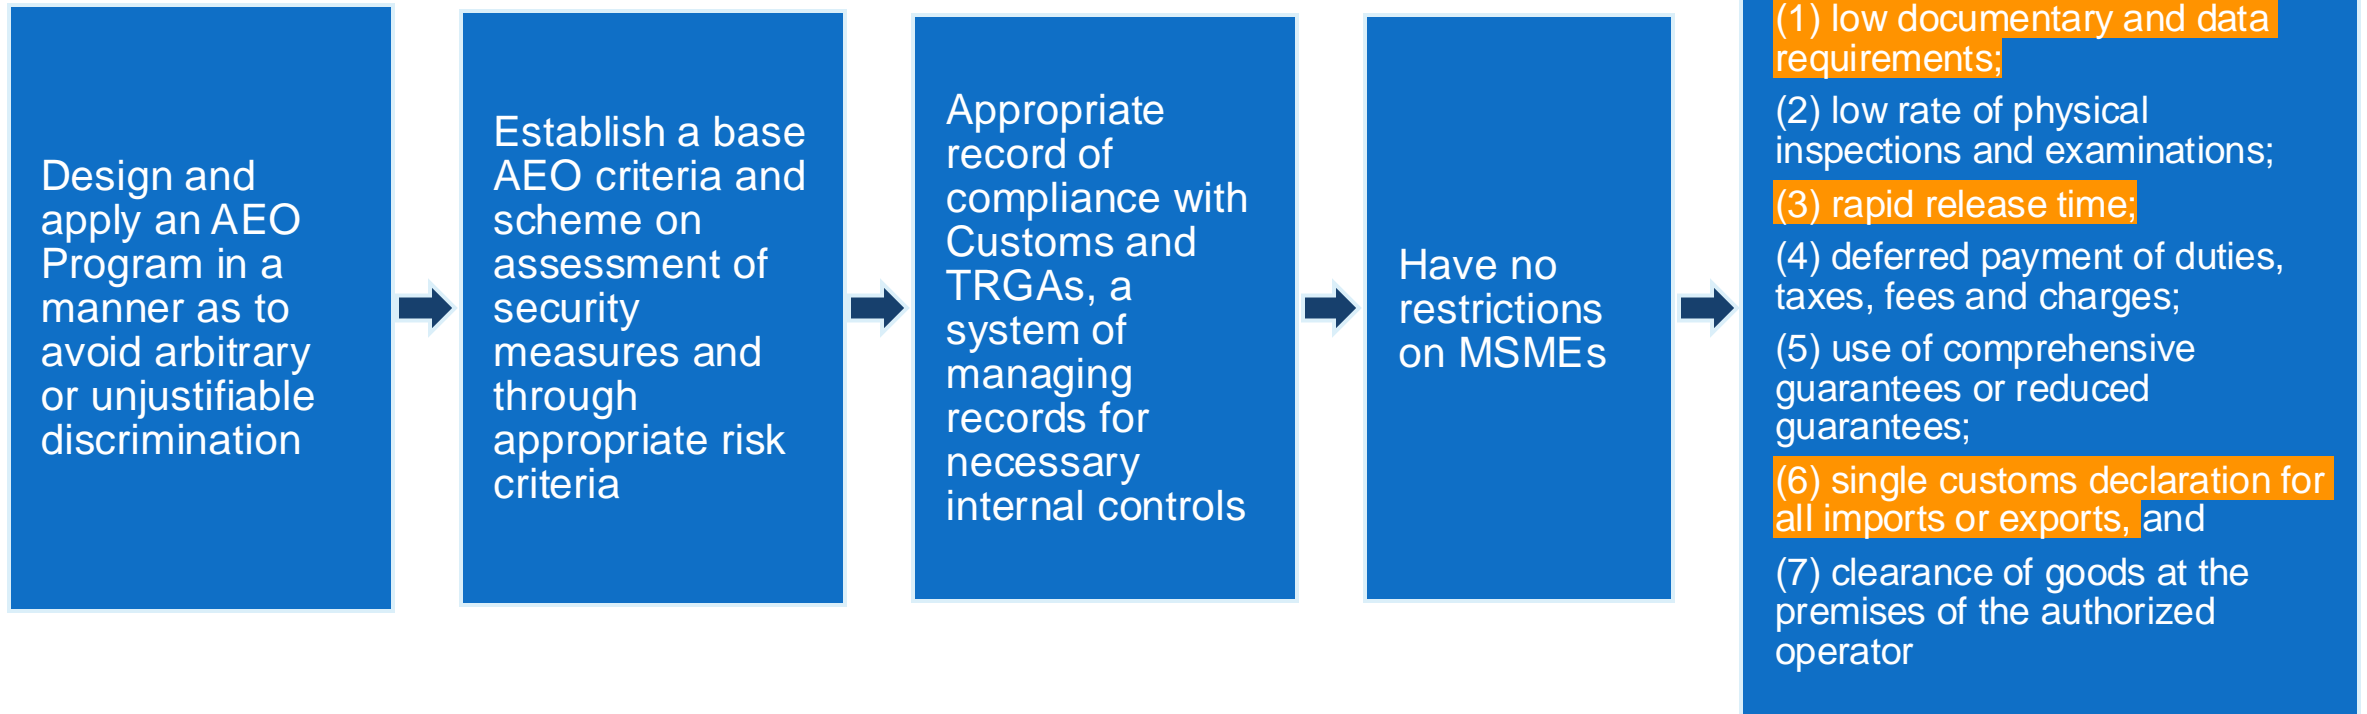 Design and
apply an AEO
Program in a
manner as to
avoid arbitrary
or unjustifiable
discrimination
Establish a base
AEO criteria and
scheme on
assessment of
security
measures and
through
appropriate risk
criteria
Appropriate
record of
compliance with
Customs and
TRGAs, a
system of
managing
records for
necessary
internal controls
Have no
restrictions
on MSMEs
(1) low documentary and data
requirements;
(2) low rate of physical
inspections and examinations;
(3) rapid release time;
(4) deferred payment of duties,
taxes, fees and charges;
(5) use of comprehensive
guarantees or reduced
guarantees;
(6) single customs declaration for
all imports or exports, and
(7) clearance of goods at the
premises of the authorized
operator